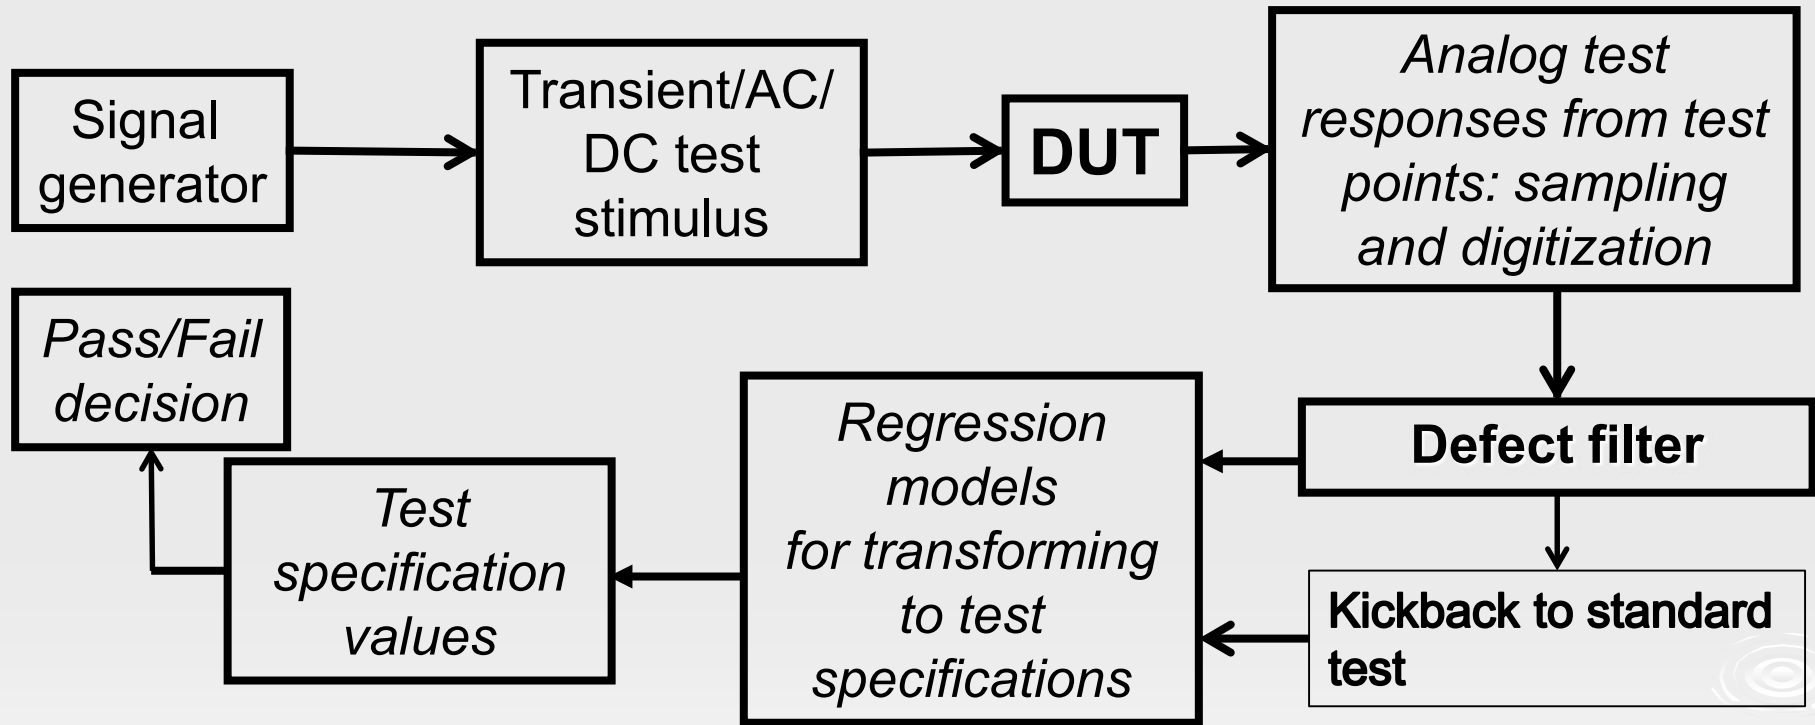 Signal
generator
Transient/AC/
DC test
stimulus
DUT
Analog test
responses from test
points: sampling
and digitization
Defect filter
Kickback to standard
test
Regression
models
for transforming
to test
specifications
Test
specification
values
Pass/Fail
decision